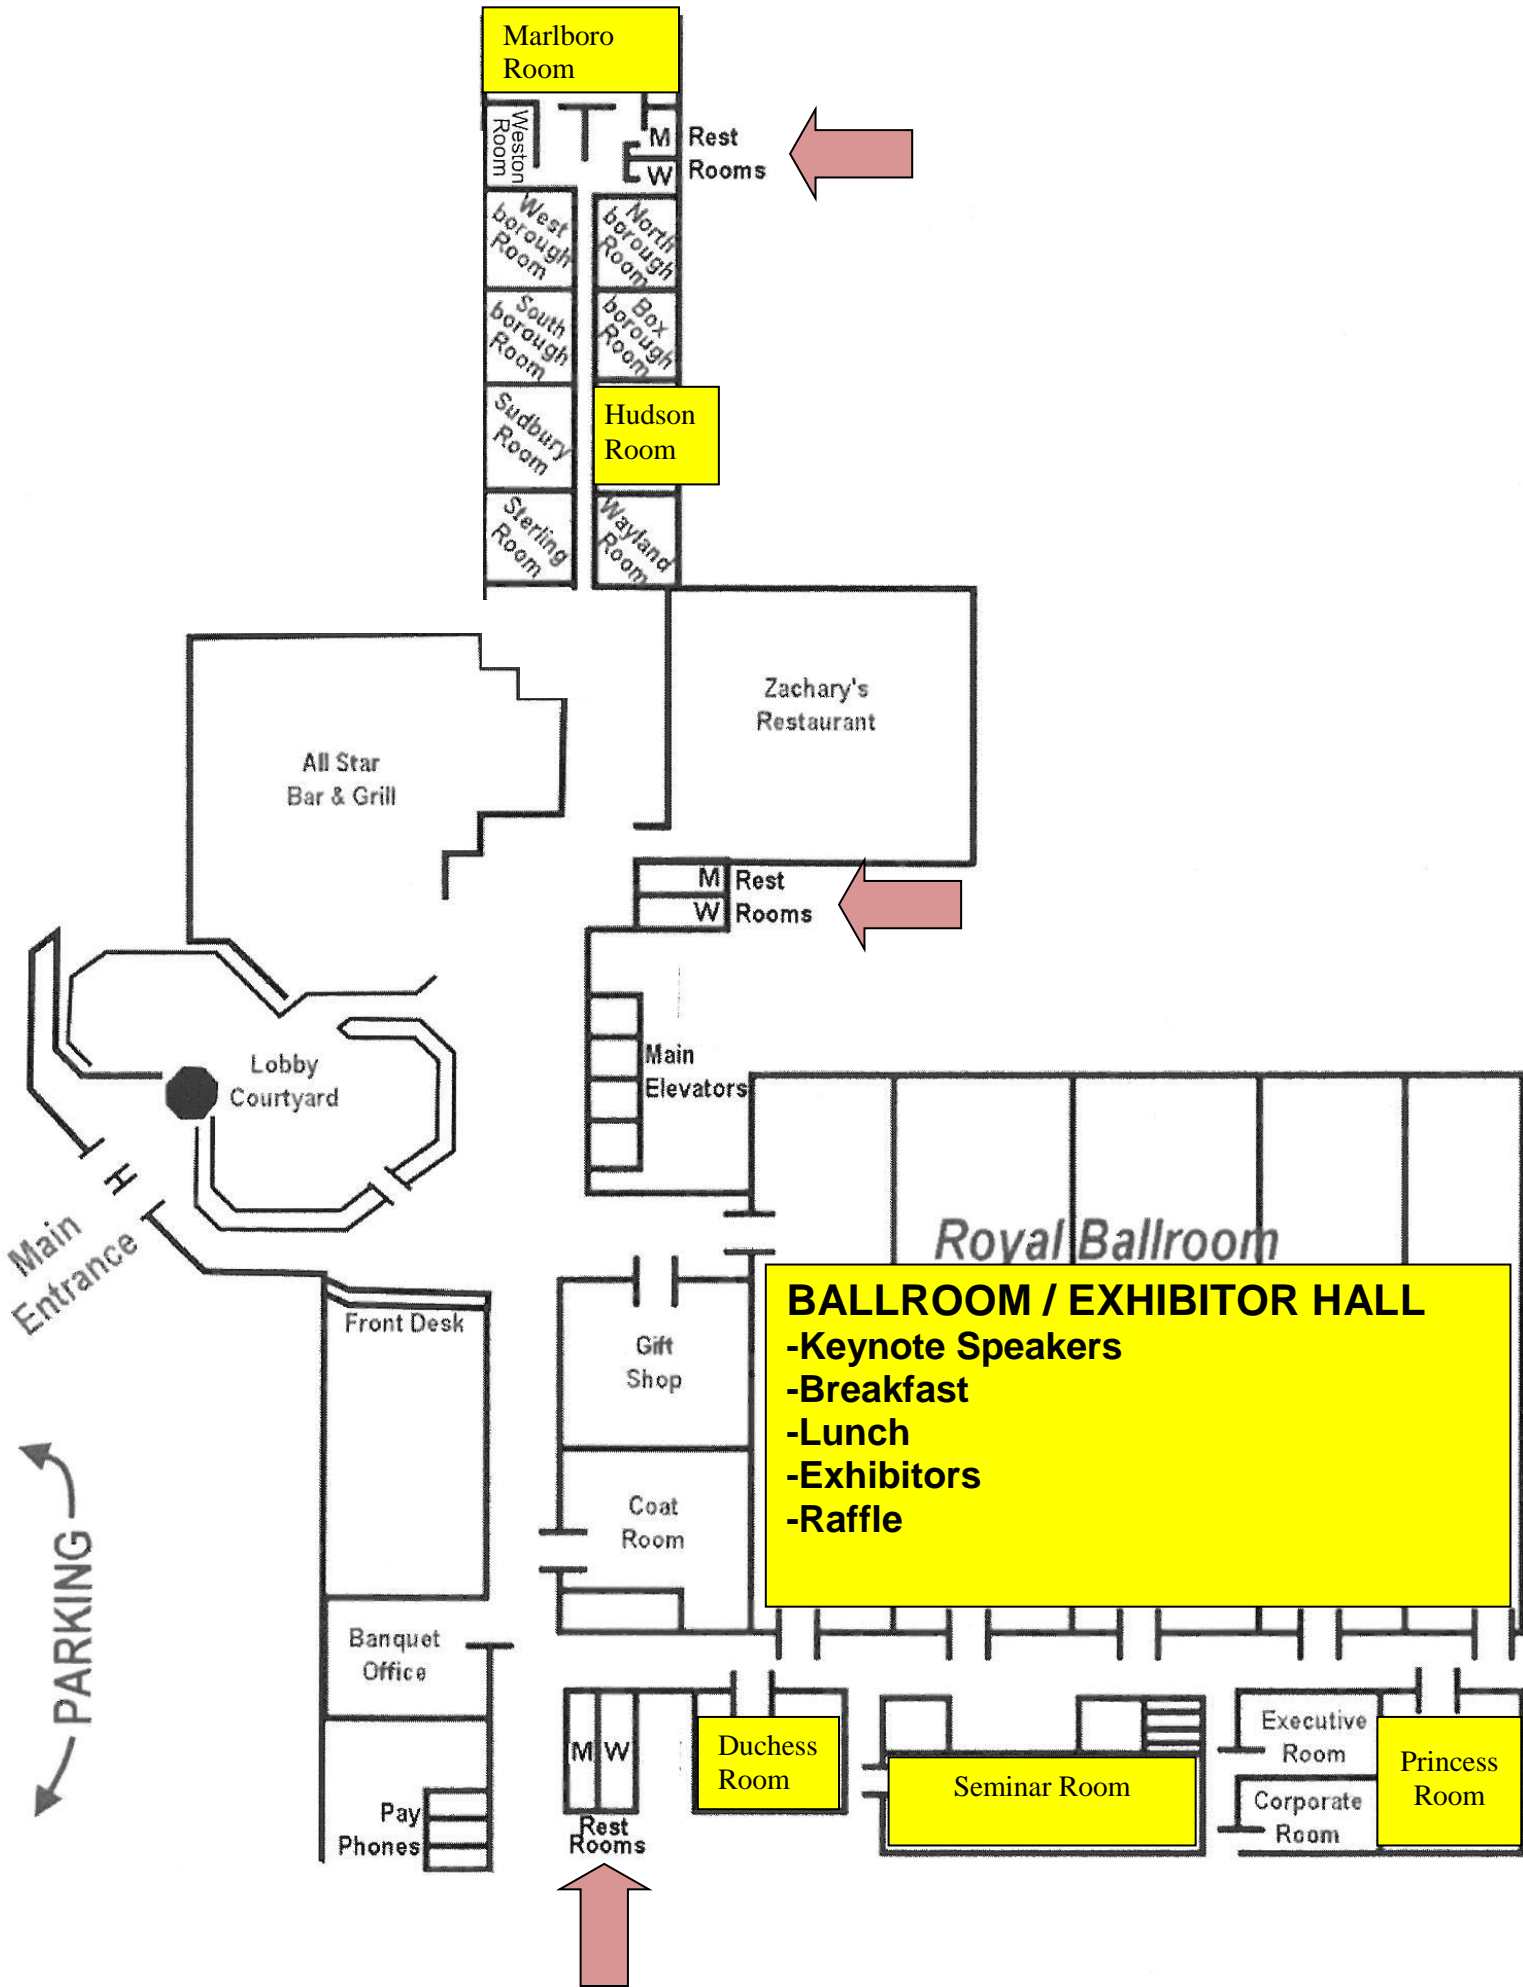 Marlboro
Room
Weston
Room
M
W
Rest
Rooms
West
borough
Room
North
borough
Room
South
borough
Room
Box
borough
Room
Sudbury
Room
Hudson
Room
Sterling
Room
Wayland
Room
Zachary's
Restaurant
All Star
Bar & Grill
M
W
Rest
Rooms
Lobby
Courtyard
Main
Elevators
Main
Entrance
Royal Ballroom
Front Desk
Gift
Shop
BALLROOM / EXHIBITOR HALL
-Keynote Speakers
-Breakfast
-Lunch
-Exhibitors
-Raffle
Coat
Room
PARKING
Banquet
Office
M W
Rest
Rooms
Duchess
Room
Seminar Room
Executive
Room
Princess
Room
Corporate
Room
Pay
Phones